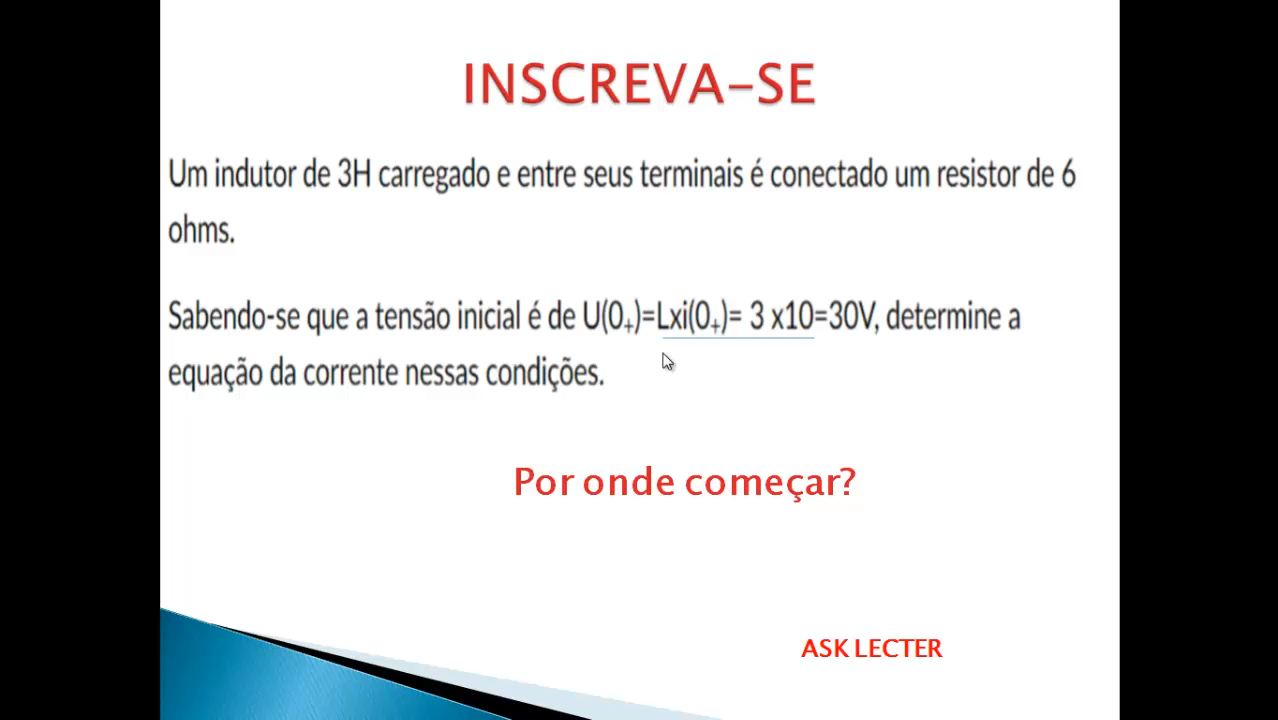 INSCREVA-SE
Um indutor de 3H carregado e entre seus terminais é conectado um resistor de 6
ohms.
Sabendo-se que a tensão inicial é de U(0₊)=Lxi(0₊)= 3 x10=30V, determine a
equação da corrente nessas condições.
Por onde começar?
ASK LECTER